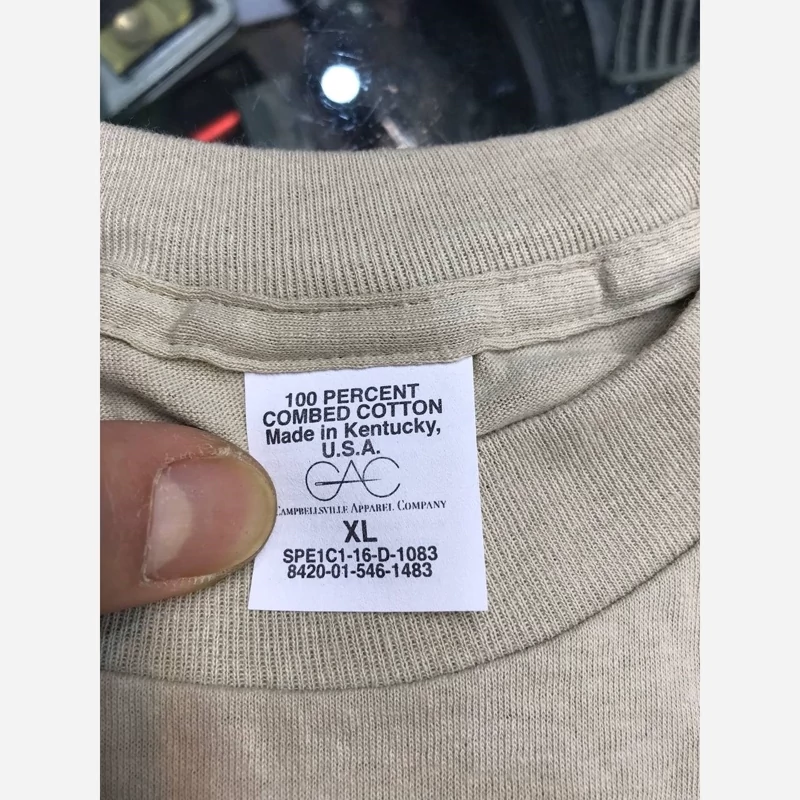 100 PERCENT
COMBED COTTON
Made in Kentucky,
U.S.A.
CAC
CAMPBELLSVILLE APPAREL COMPANY
XL
SPE1C1-16-D-1083
8420-01-546-1483